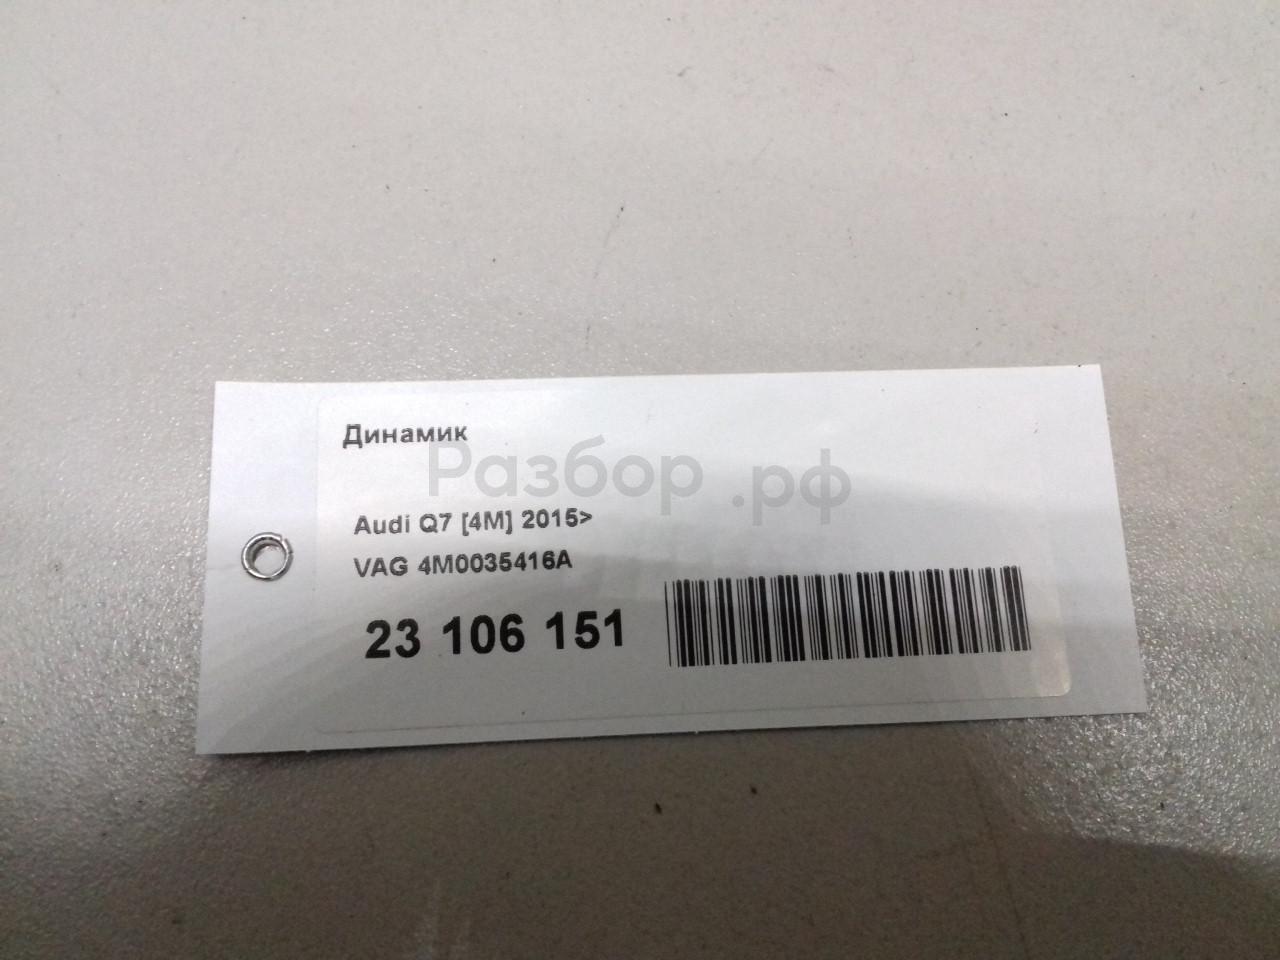 Динамик
Разбор.рф
Audi Q7 [4M] 2015>
VAG 4M0035416A
23 106 151